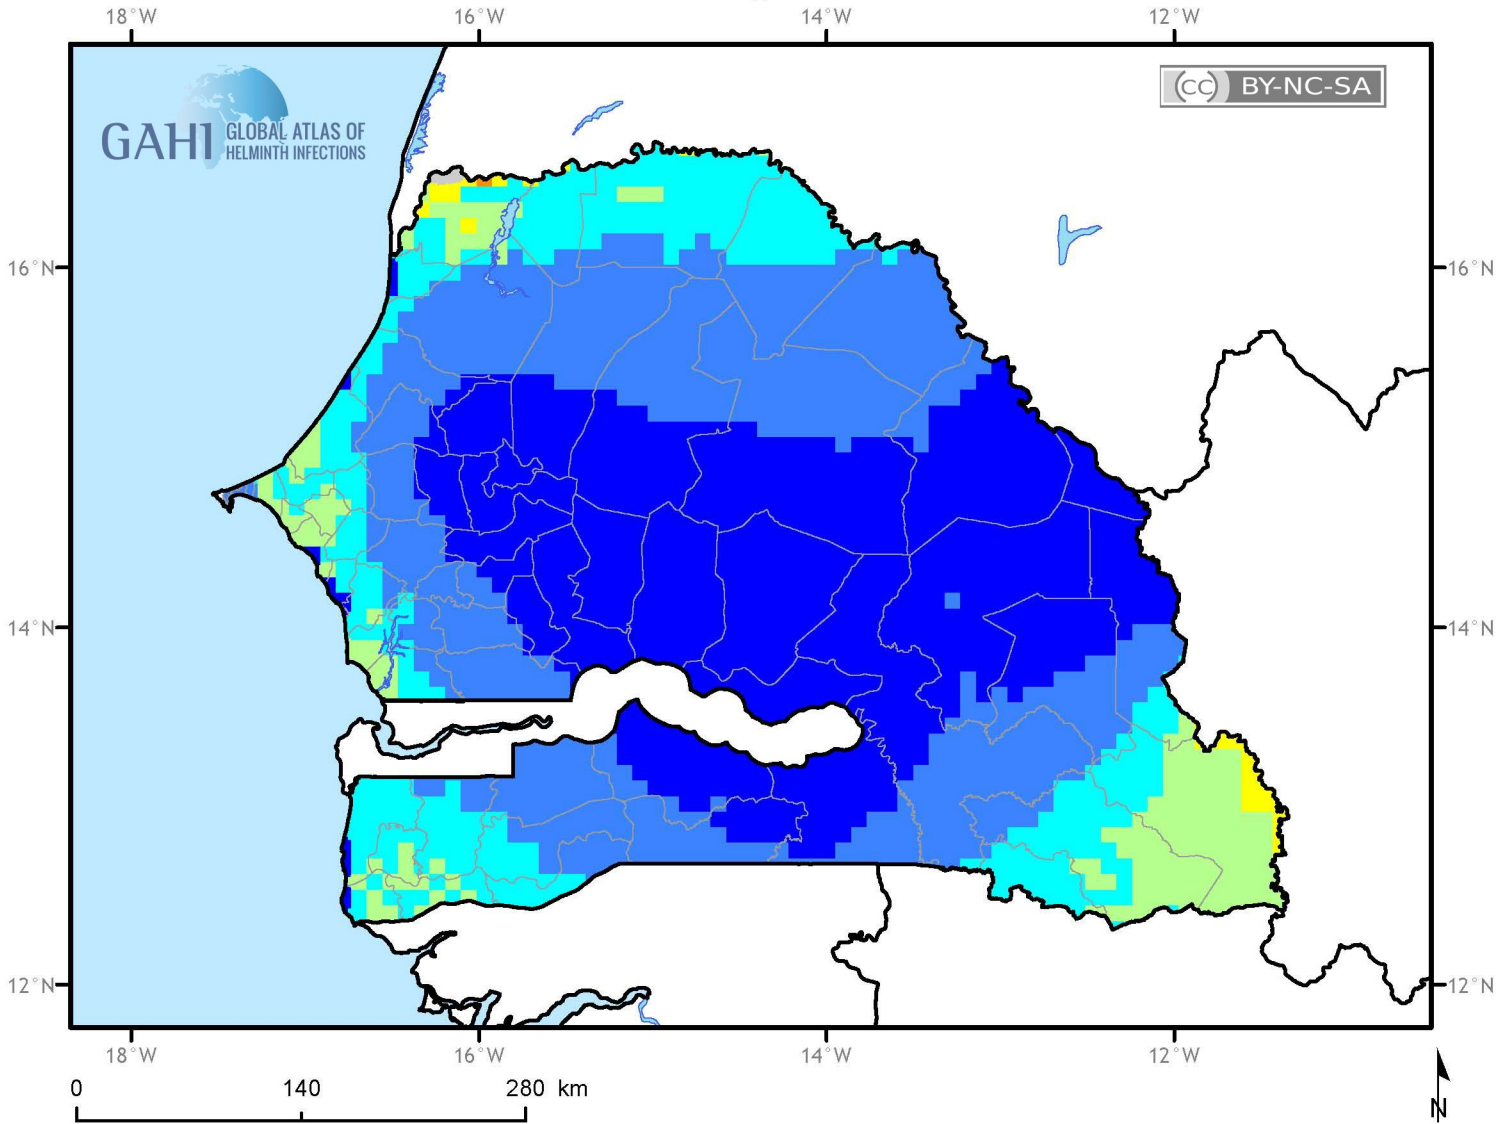 18°W 16°W 14°W 12°W
GAHI GLOBAL ATLAS OF
HELMINTH INFECTIONS
CC BY-NC-SA
16°N 16°N
14°N 14°N
12°N 12°N
18°W 16°W 14°W 12°W
0 140 280 km
N